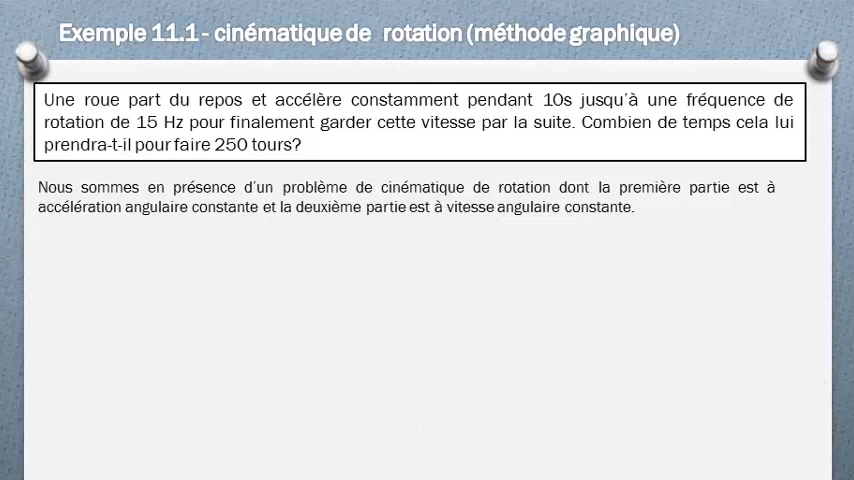 Exemple 11.1 - cinématique de rotation (méthode graphique)
Une roue part du repos et accélère constamment pendant 10s jusqu'à une fréquence de
rotation de 15 Hz pour finalement garder cette vitesse par la suite. Combien de temps cela lui
prendra-t-il pour faire 250 tours?
Nous sommes en présence d'un problème de cinématique de rotation dont la première partie est à
accélération angulaire constante et la deuxième partie est à vitesse angulaire constante.